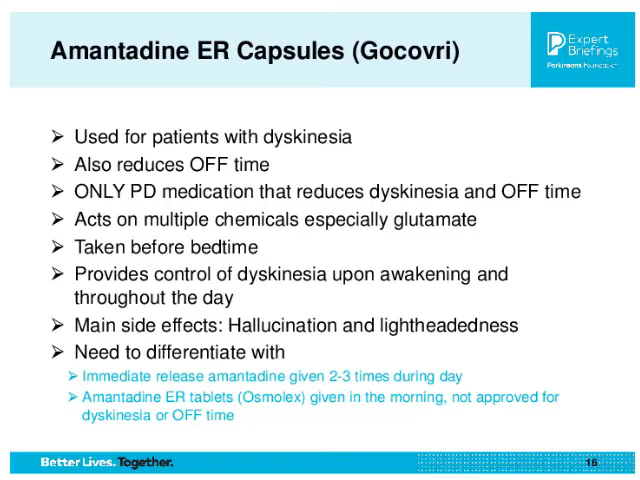 Amantadine ER Capsules (Gocovri)
Expert
Briefings
Parkinson's Foundation
➢ Used for patients with dyskinesia
➢ Also reduces OFF time
➢ ONLY PD medication that reduces dyskinesia and OFF time
➢ Acts on multiple chemicals especially glutamate
➢ Taken before bedtime
➢ Provides control of dyskinesia upon awakening and
throughout the day
➢ Main side effects: Hallucination and lightheadedness
➢ Need to differentiate with
➢ Immediate release amantadine given 2-3 times during day
➢ Amantadine ER tablets (Osmolex) given in the morning, not approved for
dyskinesia or OFF time
Better Lives. Together.
16